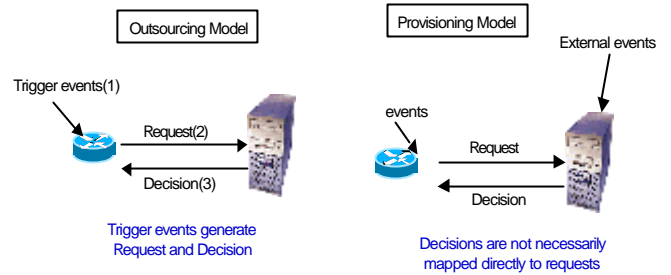 Outsourcing Model
Trigger events(1)
Request(2)
Decision(3)
Trigger events generate
Request and Decision
Provisioning Model
External events
events
Request
Decision
Decisions are not necessarily
mapped directly to requests